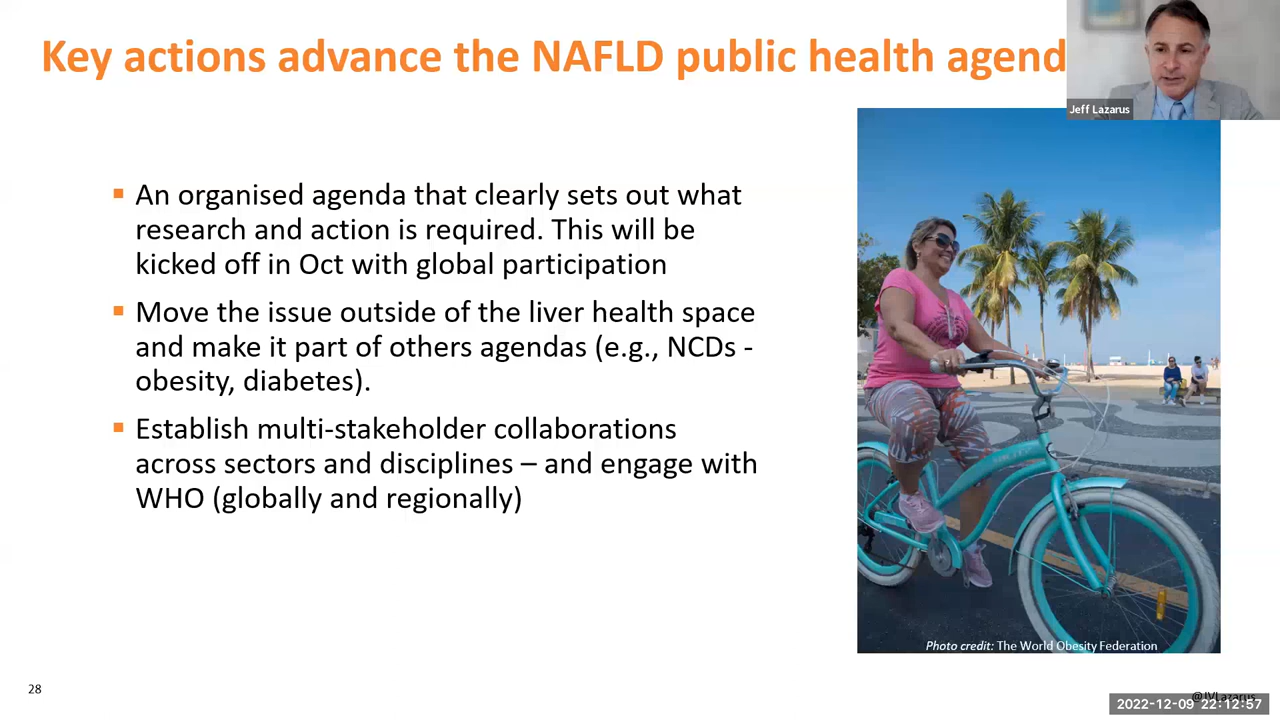 Key actions advance the NAFLD public health agend
Jeff Lazarus
▪ An organised agenda that clearly sets out what
research and action is required. This will be
kicked off in Oct with global participation
▪ Move the issue outside of the liver health space
and make it part of others agendas (e.g., NCDs -
obesity, diabetes).
▪ Establish multi-stakeholder collaborations
across sectors and disciplines – and engage with
WHO (globally and regionally)
Photo credit: The World Obesity Federation
28
@JVLazarus
2022-12-09 22:12:57